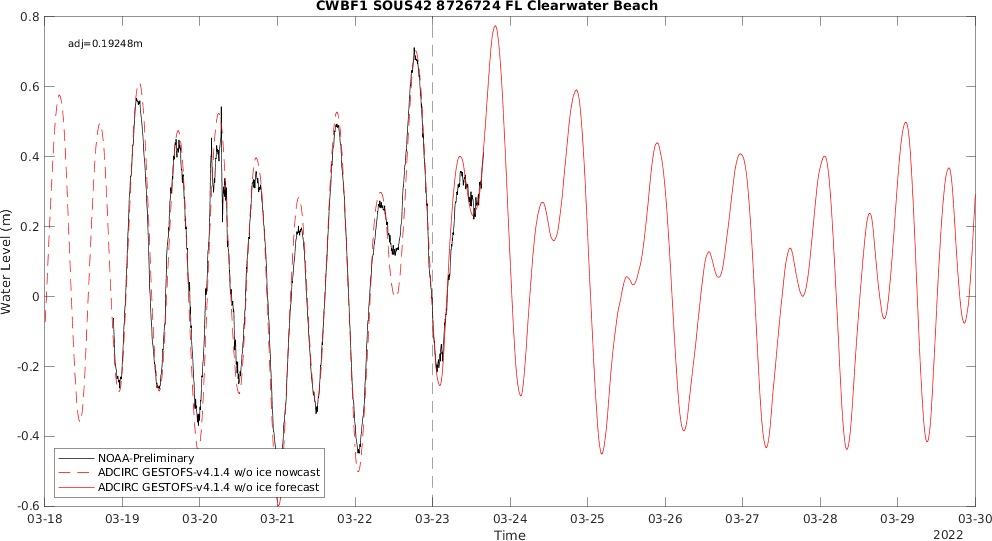 CWBF1 SOUS42 8726724 FL Clearwater Beach
adj=0.19248m
Water Level (m)
0.8
0.6
0.4
0.2
0
-0.2
-0.4
-0.6
NOAA-Preliminary
ADCIRC GESTOFS-v4.1.4 w/o ice nowcast
ADCIRC GESTOFS-v4.1.4 w/o ice forecast
03-18 03-19 03-20 03-21 03-22 03-23 03-24 03-25 03-26 03-27 03-28 03-29 03-30
Time
2022